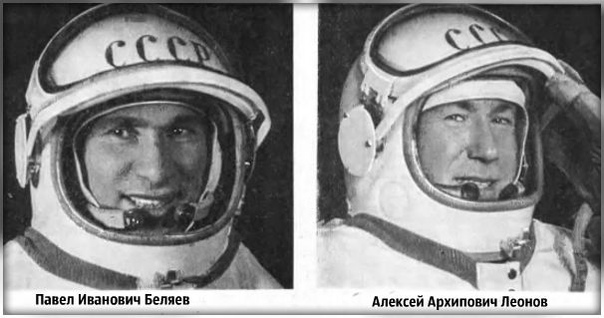 СССР
ССС
Павел Иванович Беляев
Алексей Архипович Леонов